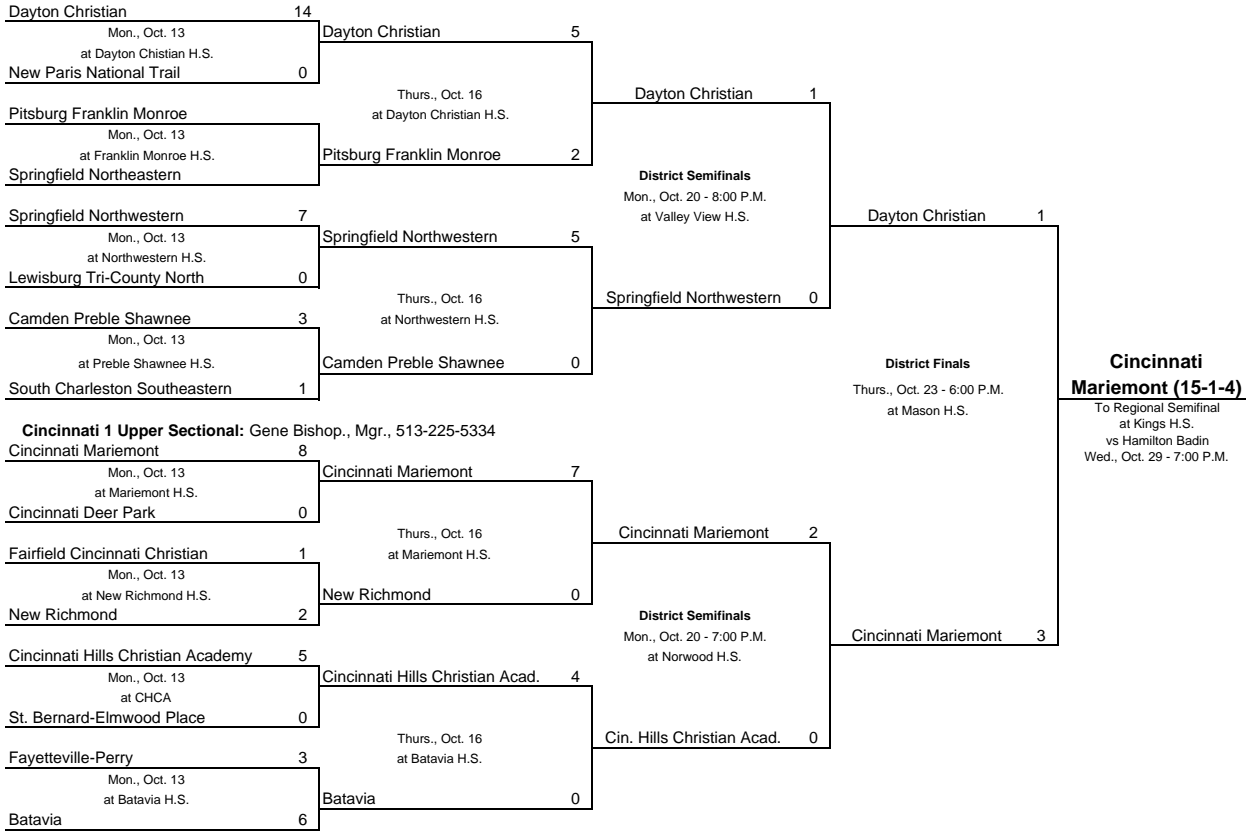 Dayton Christian 14
Mon., Oct. 13
at Dayton Chistian H.S.
New Paris National Trail 0
Dayton Christian 5
Thurs., Oct. 16
at Dayton Christian H.S.
Pitsburg Franklin Monroe
Mon., Oct. 13
at Franklin Monroe H.S.
Springfield Northeastern
Pitsburg Franklin Monroe 2
Dayton Christian 1
District Semifinals
Mon., Oct. 20 - 8:00 P.M.
at Valley View H.S.
Springfield Northwestern 7
Mon., Oct. 13
at Northwestern H.S.
Lewisburg Tri-County North 0
Springfield Northwestern 5
Thurs., Oct. 16
at Northwestern H.S.
Camden Preble Shawnee 3
Mon., Oct. 13
at Preble Shawnee H.S.
South Charleston Southeastern 1
Camden Preble Shawnee 0
Springfield Northwestern 0
Dayton Christian 1
District Finals
Thurs., Oct. 23 - 6:00 P.M.
at Mason H.S.
Cincinnati
Mariemont (15-1-4)
To Regional Semifinal
at Kings H.S.
vs Hamilton Badin
Wed., Oct. 29 - 7:00 P.M.
Cincinnati 1 Upper Sectional: Gene Bishop., Mgr., 513-225-5334
Cincinnati Mariemont 8
Mon., Oct. 13
at Mariemont H.S.
Cincinnati Deer Park 0
Cincinnati Mariemont 7
Thurs., Oct. 16
at Mariemont H.S.
Fairfield Cincinnati Christian 1
Mon., Oct. 13
at New Richmond H.S.
New Richmond 2
New Richmond 0
Cincinnati Mariemont 2
District Semifinals
Mon., Oct. 20 - 7:00 P.M.
at Norwood H.S.
Cincinnati Mariemont 3
Cincinnati Hills Christian Academy 5
Mon., Oct. 13
at CHCA
St. Bernard-Elmwood Place 0
Cincinnati Hills Christian Acad. 4
Thurs., Oct. 16
at Batavia H.S.
Cin. Hills Christian Acad. 0
Fayetteville-Perry 3
Mon., Oct. 13
at Batavia H.S.
Batavia 6
Batavia 0